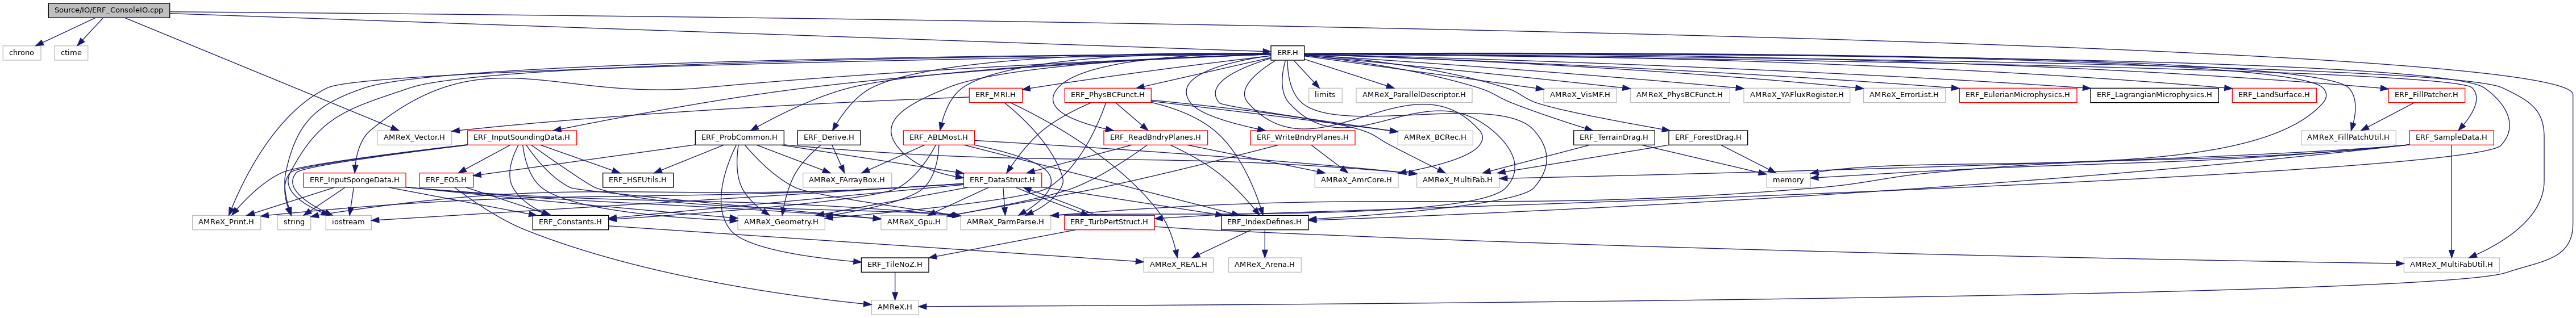 Source/IO/ERF_ConsoleIO.cpp
chrono
ctime
ERF.H
ERF_MRI.H
ERF_PhysBCFunct.H
limits
AMReX_ParallelDescriptor.H
AMReX_VisMF.H
AMReX_PhysBCFunct.H
AMReX_YAFluxRegister.H
AMReX_ErrorList.H
ERF_EulerianMicrophysics.H
ERF_LagrangianMicrophysics.H
ERF_LandSurface.H
ERF_FillPatcher.H
AMReX_Vector.H
ERF_InputSoundingData.H
ERF_ProbCommon.H
ERF_Derive.H
ERF_ABLMost.H
ERF_ReadBndryPlanes.H
ERF_WriteBndryPlanes.H
AMReX_BCRec.H
ERF_TerrainDrag.H
ERF_ForestDrag.H
AMReX_FillPatchUtil.H
ERF_SampleData.H
ERF_InputSpongeData.H
ERF_EOS.H
ERF_HSEUtils.H
AMReX_FArrayBox.H
ERF_DataStruct.H
AMReX_AmrCore.H
AMReX_MultiFab.H
memory
AMReX_Print.H
string
iostream
ERF_Constants.H
AMReX_Geometry.H
AMReX_Gpu.H
AMReX_ParmParse.H
ERF_TurbPertStruct.H
ERF_IndexDefines.H
ERF_TileNoZ.H
AMReX_REAL.H
AMReX_Arena.H
AMReX_MultiFabUtil.H
AMReX.H